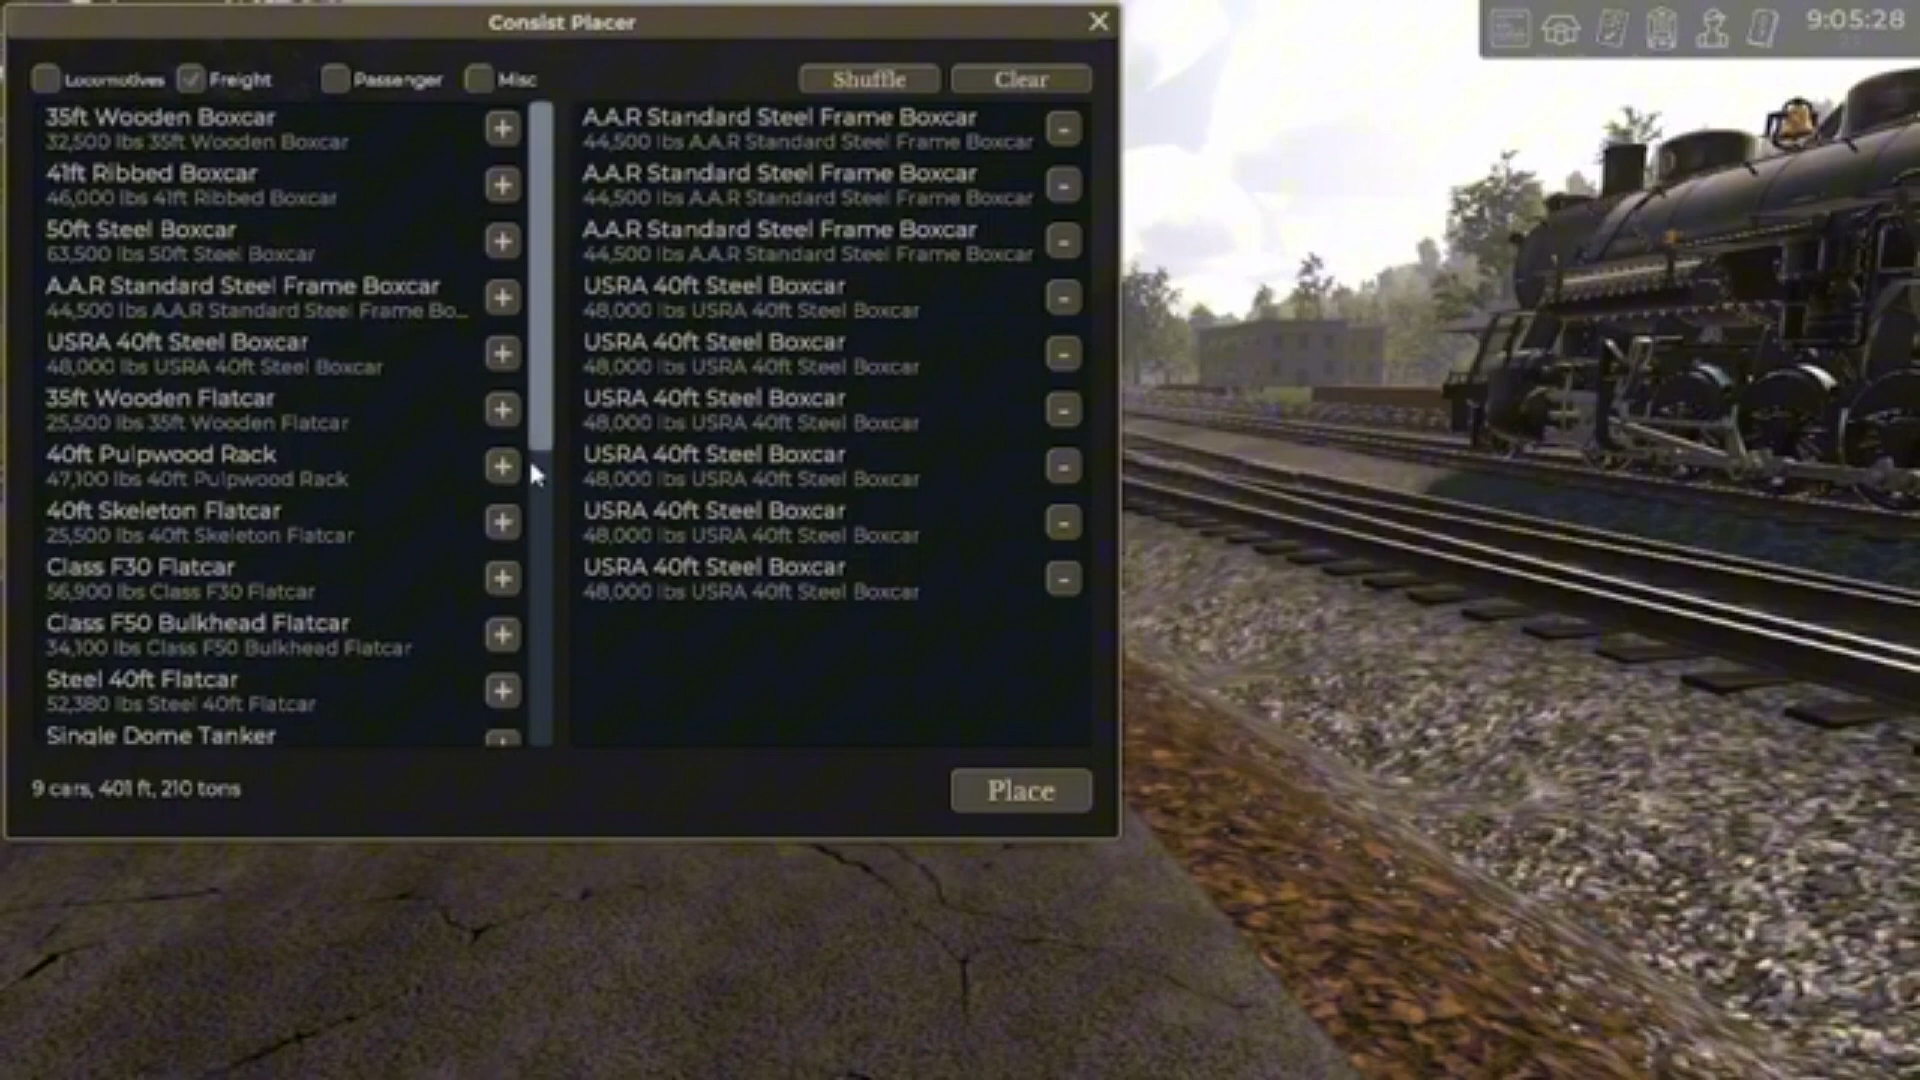 Consist Placer
9:05:28
Locomotives Freight Passenger Misc
Shuffle Clear
35ft Wooden Boxcar
32,500 lbs 35ft Wooden Boxcar
41ft Ribbed Boxcar
46,000 lbs 41ft Ribbed Boxcar
50ft Steel Boxcar
63,500 lbs 50ft Steel Boxcar
A.A.R Standard Steel Frame Boxcar
44,500 lbs A.A.R Standard Steel Frame Bo...
USRA 40ft Steel Boxcar
48,000 lbs USRA 40ft Steel Boxcar
35ft Wooden Flatcar
25,500 lbs 35ft Wooden Flatcar
40ft Pulpwood Rack
47,100 lbs 40ft Pulpwood Rack
40ft Skeleton Flatcar
25,500 lbs 40ft Skeleton Flatcar
Class F30 Flatcar
56,900 lbs Class F30 Flatcar
Class F50 Bulkhead Flatcar
34,100 lbs Class F50 Bulkhead Flatcar
Steel 40ft Flatcar
52,380 lbs Steel 40ft Flatcar
Single Dome Tanker
A.A.R Standard Steel Frame Boxcar
44,500 lbs A.A.R Standard Steel Frame Boxcar
A.A.R Standard Steel Frame Boxcar
44,500 lbs A.A.R Standard Steel Frame Boxcar
A.A.R Standard Steel Frame Boxcar
44,500 lbs A.A.R Standard Steel Frame Boxcar
USRA 40ft Steel Boxcar
48,000 lbs USRA 40ft Steel Boxcar
USRA 40ft Steel Boxcar
48,000 lbs USRA 40ft Steel Boxcar
USRA 40ft Steel Boxcar
48,000 lbs USRA 40ft Steel Boxcar
USRA 40ft Steel Boxcar
48,000 lbs USRA 40ft Steel Boxcar
USRA 40ft Steel Boxcar
48,000 lbs USRA 40ft Steel Boxcar
USRA 40ft Steel Boxcar
48,000 lbs USRA 40ft Steel Boxcar
9 cars, 401 ft, 210 tons
Place